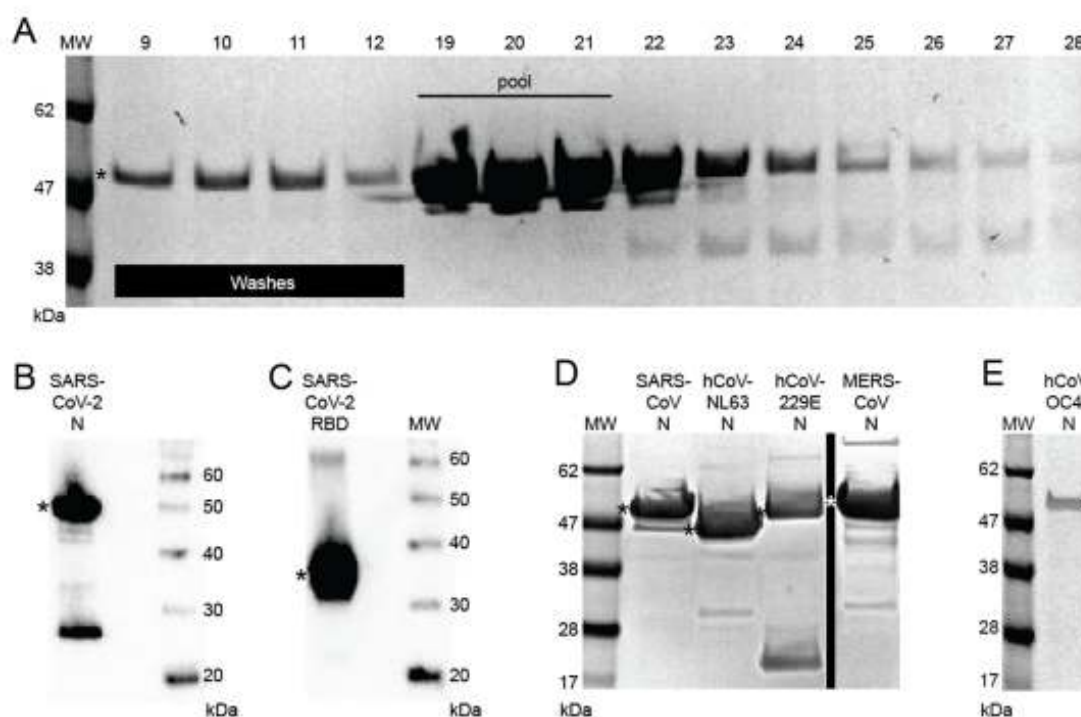 A
MW 9 10 11 12 19 20 21 22 23 24 25 26 27 28
pool
62
*
47
38
Washes
kDa
B
SARS-
CoV-2
N
60
* 50
40
30
20
kDa
C
SARS-
CoV-2
RBD MW
60
50
40
*
30
20
kDa
D
SARS- hCoV- hCoV- MERS-
CoV NL63 229E CoV
MW N N N N
62
* * *
47 *
38
28
17
kDa
E
hCoV
OC4
MW N
62
47
38
28
17
kDa